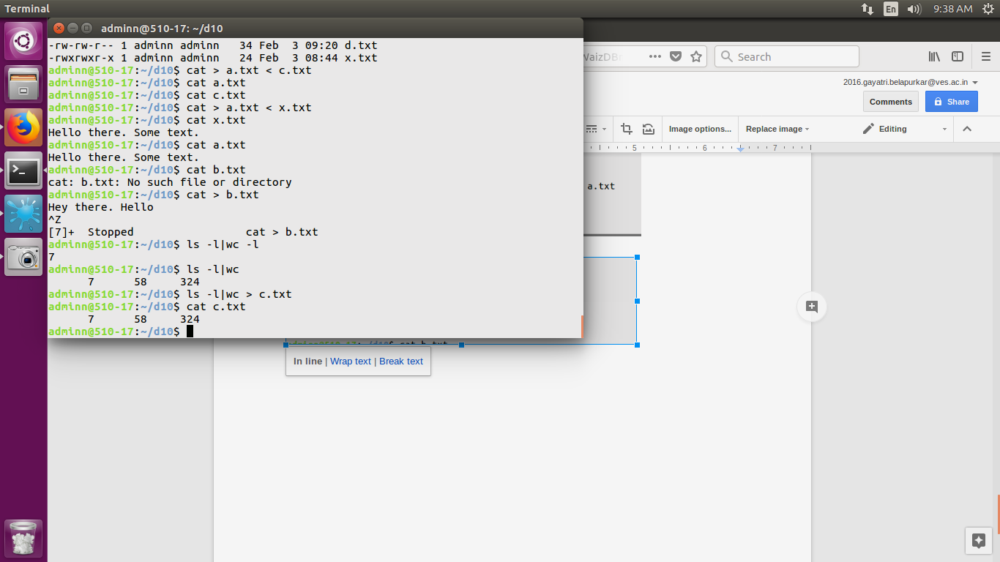 Terminal
En
9:38 AM
adminn@510-17: ~/d10
-rw-rw-r-- 1 adminn adminn   34 Feb  3 09:20 d.txt
-rwxrwxr-x 1 adminn adminn   24 Feb  3 08:44 x.txt
adminn@510-17:~/d10$ cat > a.txt < c.txt
adminn@510-17:~/d10$ cat a.txt
adminn@510-17:~/d10$ cat c.txt
adminn@510-17:~/d10$ cat > a.txt < x.txt
adminn@510-17:~/d10$ cat x.txt
Hello there. Some text.
adminn@510-17:~/d10$ cat a.txt
Hello there. Some text.
adminn@510-17:~/d10$ cat b.txt
cat: b.txt: No such file or directory
adminn@510-17:~/d10$ cat > b.txt
Hey there. Hello
^Z
[7]+  Stopped                 cat > b.txt
adminn@510-17:~/d10$ ls -l|wc -l
7
adminn@510-17:~/d10$ ls -l|wc
      7      58     324
adminn@510-17:~/d10$ ls -l|wc > c.txt
adminn@510-17:~/d10$ cat c.txt
      7      58     324
adminn@510-17:~/d10$
Search
2016.gayatri.belapurkar@ves.ac.in
Comments
Share
Image options...
Replace image
Editing
5 6 7
a.txt
In line | Wrap text | Break text